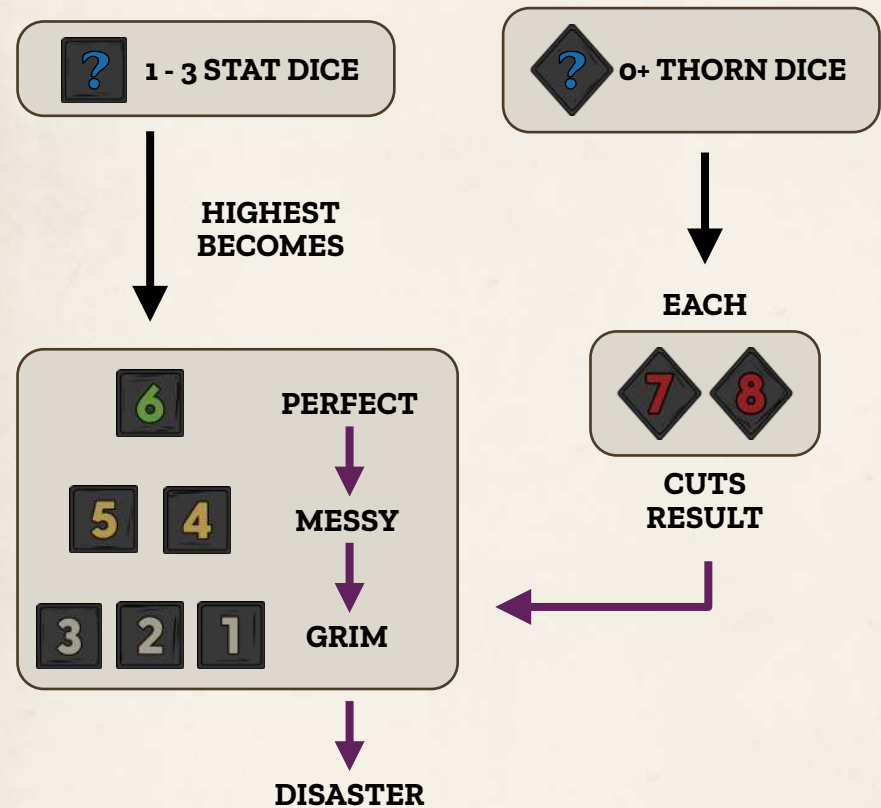 ? 1 - 3 STAT DICE
? 0+ THORN DICE
HIGHEST
BECOMES
EACH
7 8
CUTS
RESULT
6 PERFECT
5 4 MESSY
3 2 1 GRIM
DISASTER